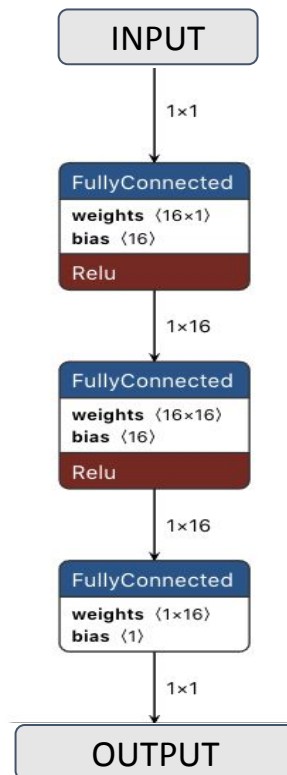 INPUT
1×1
FullyConnected
weights ⟨16×1⟩
bias ⟨16⟩
Relu
1×16
FullyConnected
weights ⟨16×16⟩
bias ⟨16⟩
Relu
1×16
FullyConnected
weights ⟨1×16⟩
bias ⟨1⟩
1×1
OUTPUT